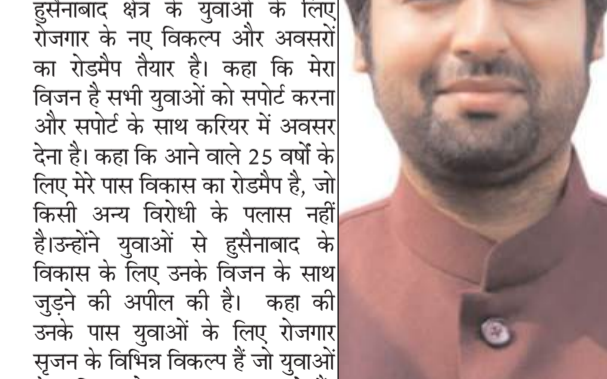 हुसैनाबाद क्षेत्र के युवाओं के लिए
रोजगार के नए विकल्प और अवसरों
का रोडमैप तैयार है। कहा कि मेरा
विजन है सभी युवाओं को सपोर्ट करना
और सपोर्ट के साथ करियर में अवसर
देना है। कहा कि आने वाले 25 वर्षों के
लिए मेरे पास विकास का रोडमैप है, जो
किसी अन्य विरोधी के पलास नहीं
है।उन्होंने युवाओं से हुसैनाबाद के
विकास के लिए उनके विजन के साथ
जुड़ने की अपील की है। कहा की
उनके पास युवाओं के लिए रोजगार
सृजन के विभिन्न विकल्प हैं जो युवाओं